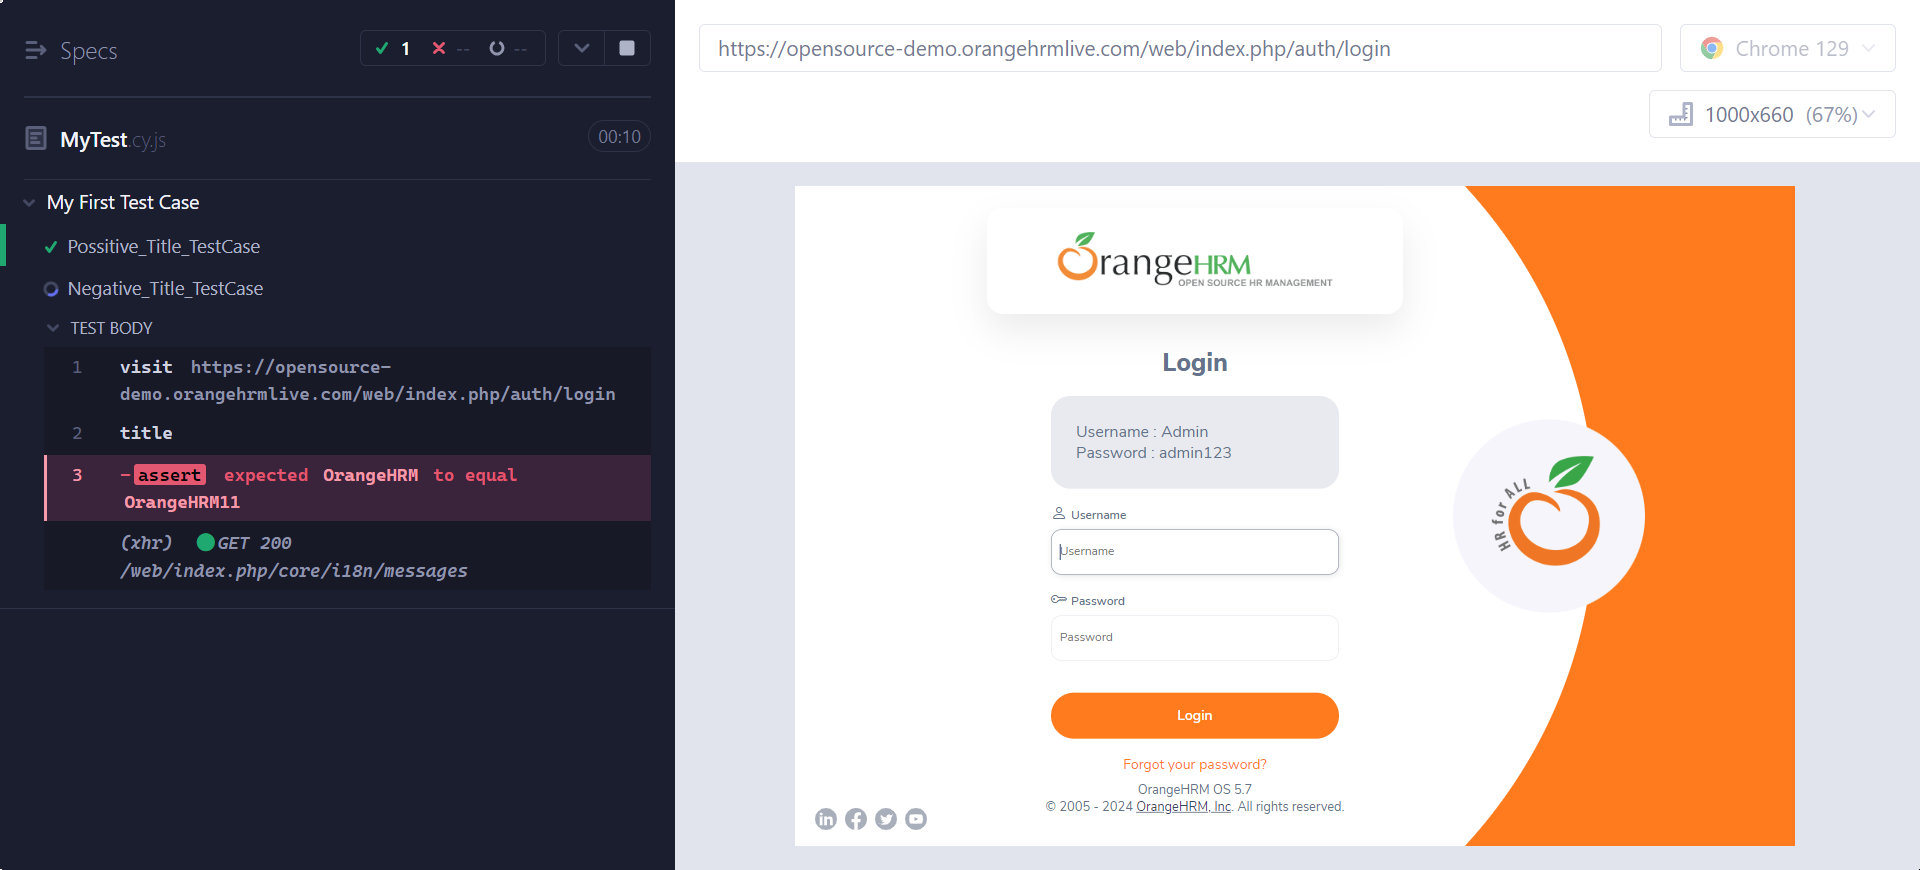 Specs
1 -- --
MyTest.cy.js
00:10
My First Test Case
Possitive_Title_TestCase
Negative_Title_TestCase
TEST BODY
1 visit https://opensource-
demo.orangehrmlive.com/web/index.php/auth/login
2 title
3 -assert expected OrangeHRM to equal
OrangeHRM11
(xhr) GET 200
/web/index.php/core/i18n/messages
https://opensource-demo.orangehrmlive.com/web/index.php/auth/login
Chrome 129
1000x660 (67%)
OrangeHRM
OPEN SOURCE HR MANAGEMENT
Login
Username : Admin
Password : admin123
Username
Username
Password
Password
Login
Forgot your password?
OrangeHRM OS 5.7
© 2005 - 2024 OrangeHRM, Inc. All rights reserved.
HR for ALL